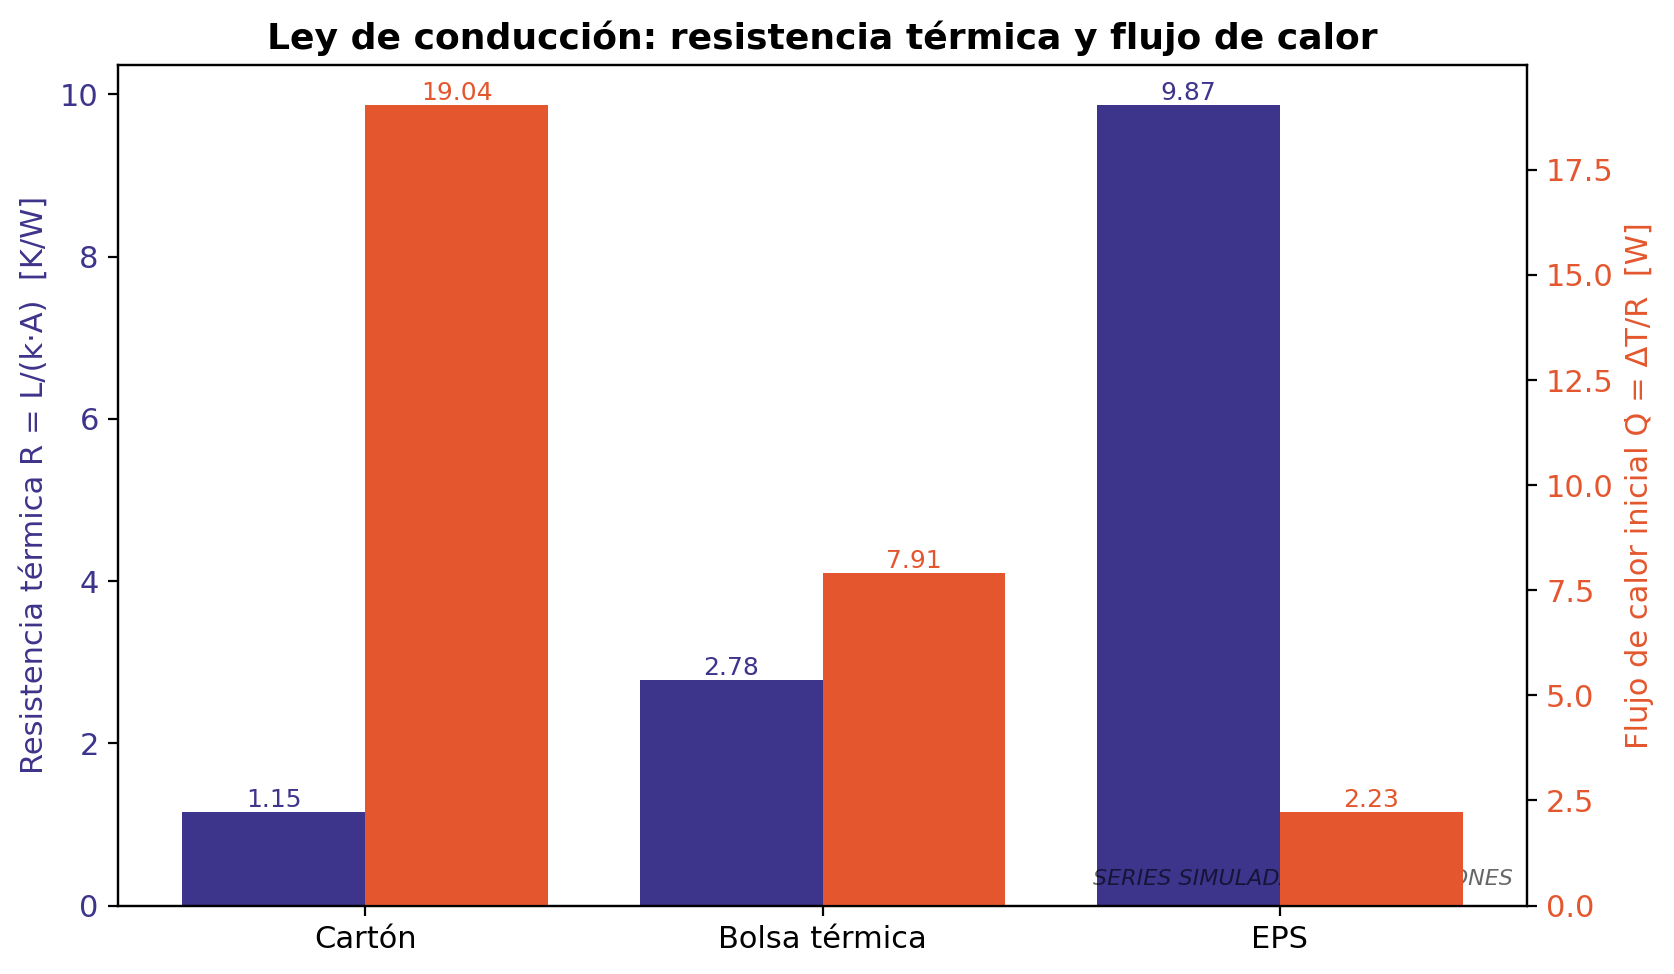 Ley de conducción: resistencia térmica y flujo de calor
Resistencia térmica R = L/(k·A) [K/W]
10
8
6
4
2
0
19.04
9.87
7.91
2.78
1.15
2.23
SERIES SIMULAD
Cartón
Bolsa térmica
EPS
17.5
15.0
12.5
10.0
7.5
5.0
2.5
0.0
Flujo de calor inicial Q̇ = ΔT/R [W]